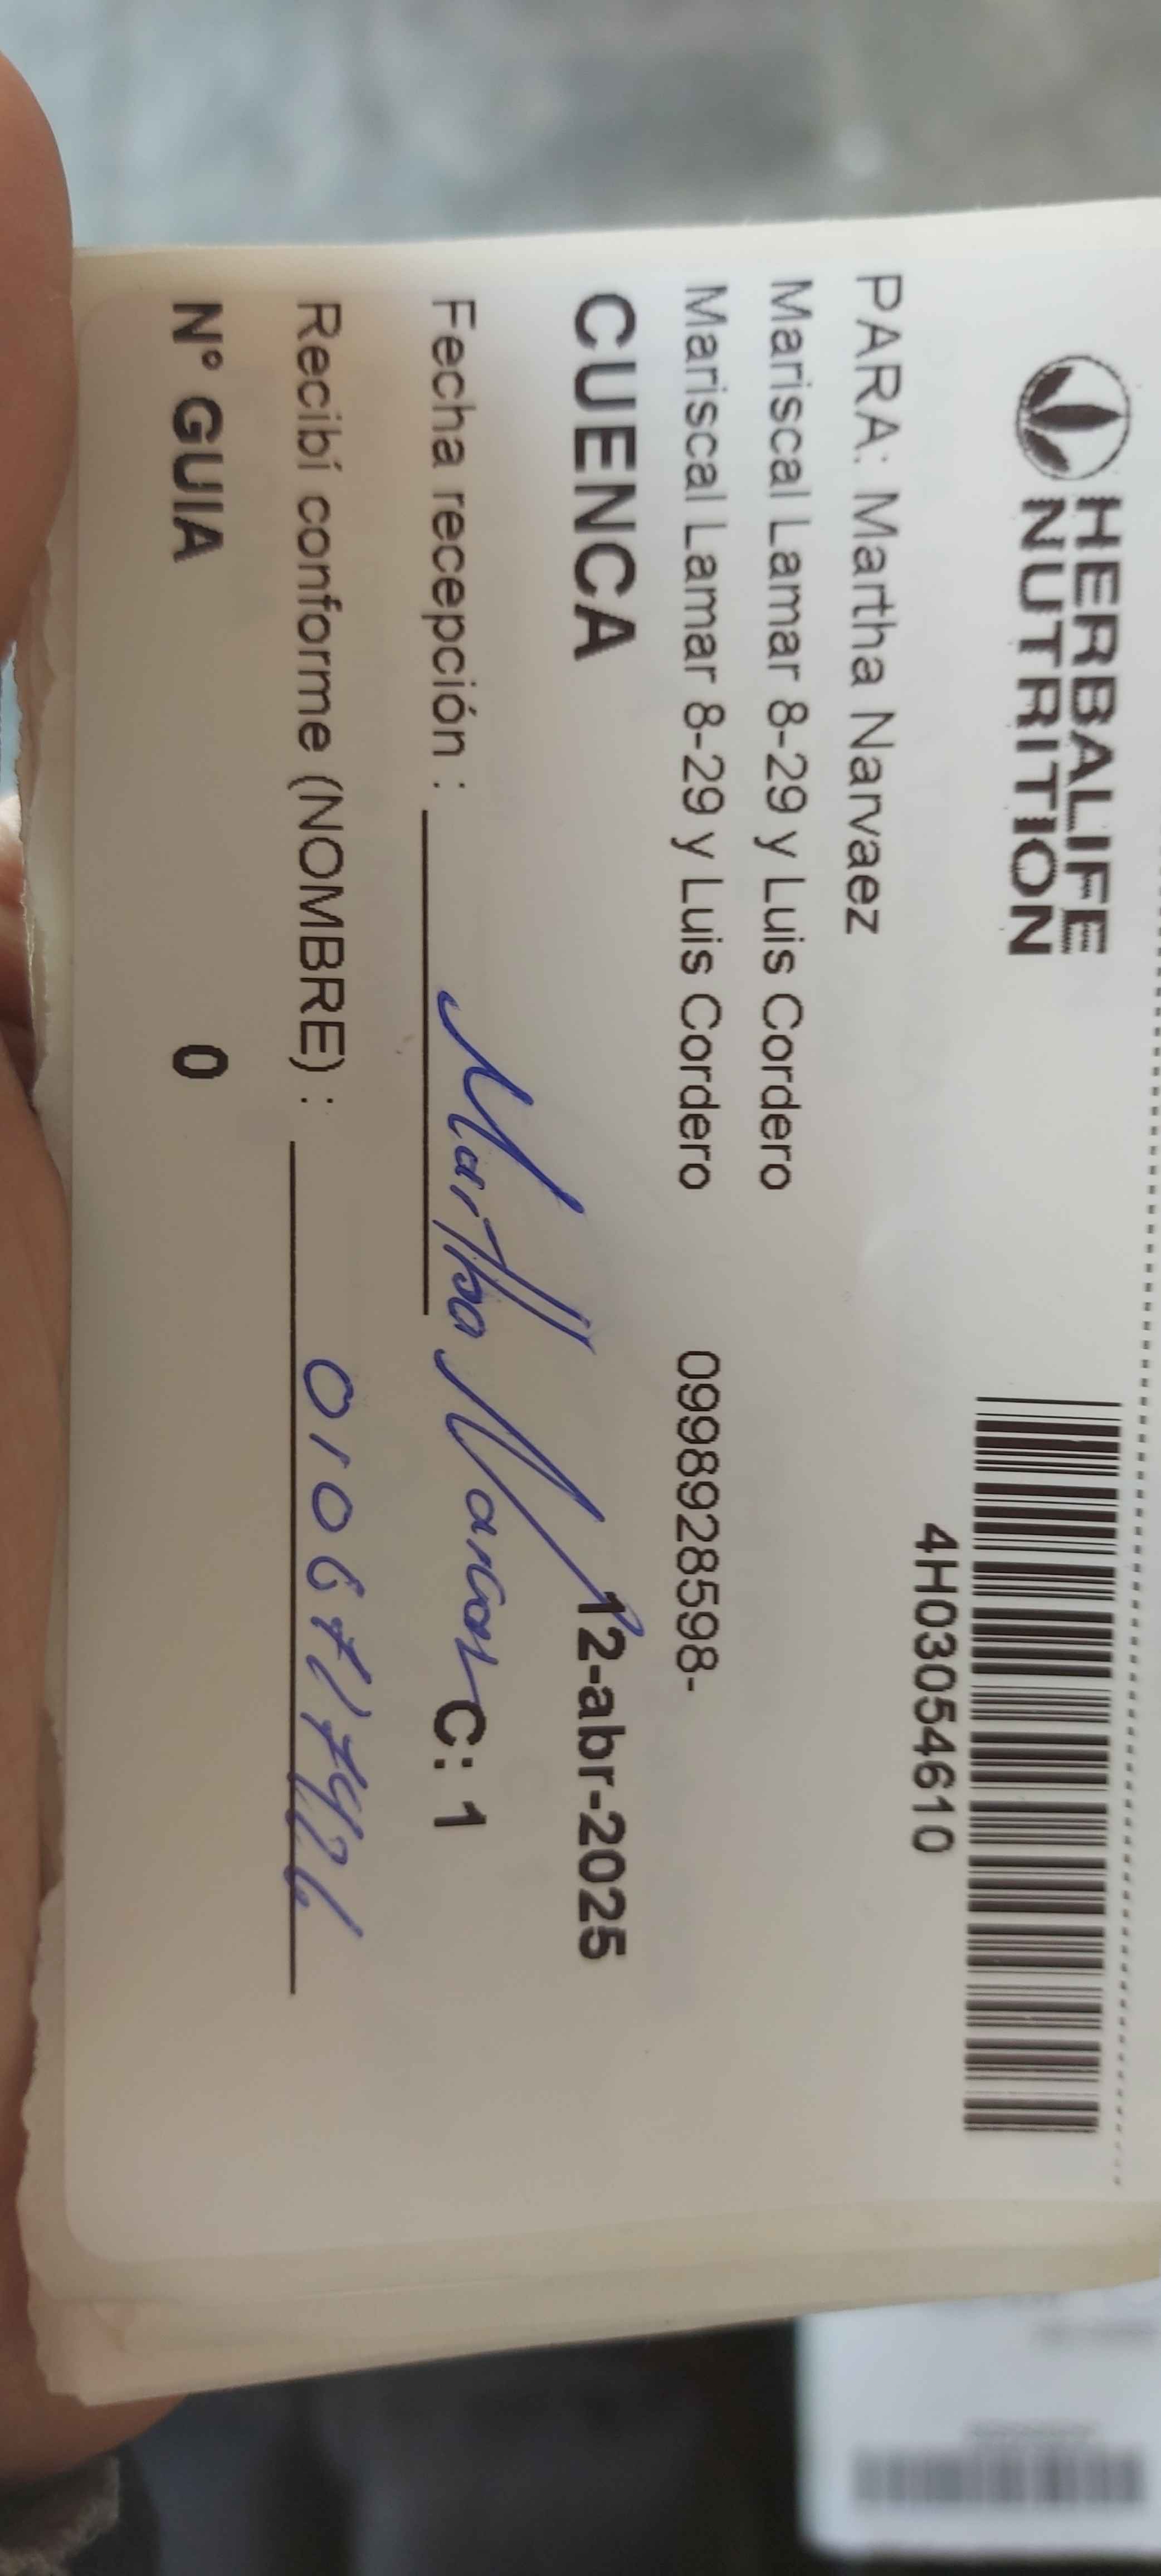 HERBALIFE
NUTRITION
4H03054610
PARA: Martha Narvaez
Mariscal Lamar 8-29 y Luis Cordero
Mariscal Lamar 8-29 y Luis Cordero 0998928598-
CUENCA 12-abr-2025
Fecha recepción : Martha C: 1
Recibí conforme (NOMBRE) :
N° GUIA 0